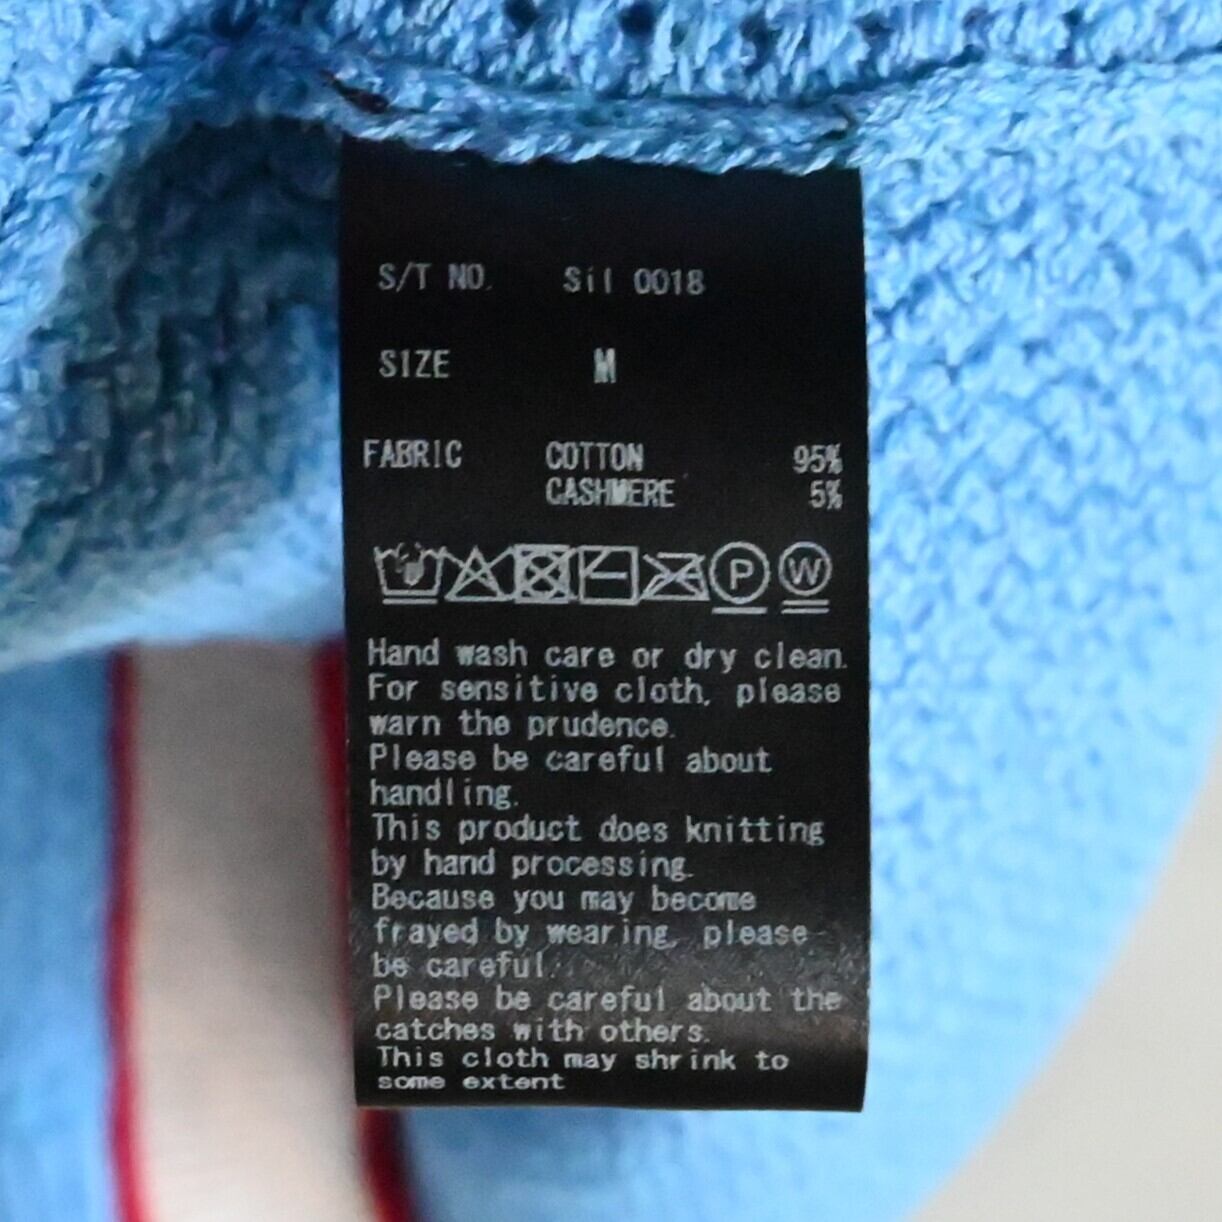 S/T NO. Sil 0018
SIZE M
FABRIC COTTON 95%
CASHMERE 5%
P W
Hand wash care or dry clean.
For sensitive cloth, please
warn the prudence.
Please be careful about
handling.
This product does knitting
by hand processing.
Because you may become
frayed by wearing, please
be careful.
Please be careful about the
catches with others.
This cloth may shrink to
some extent